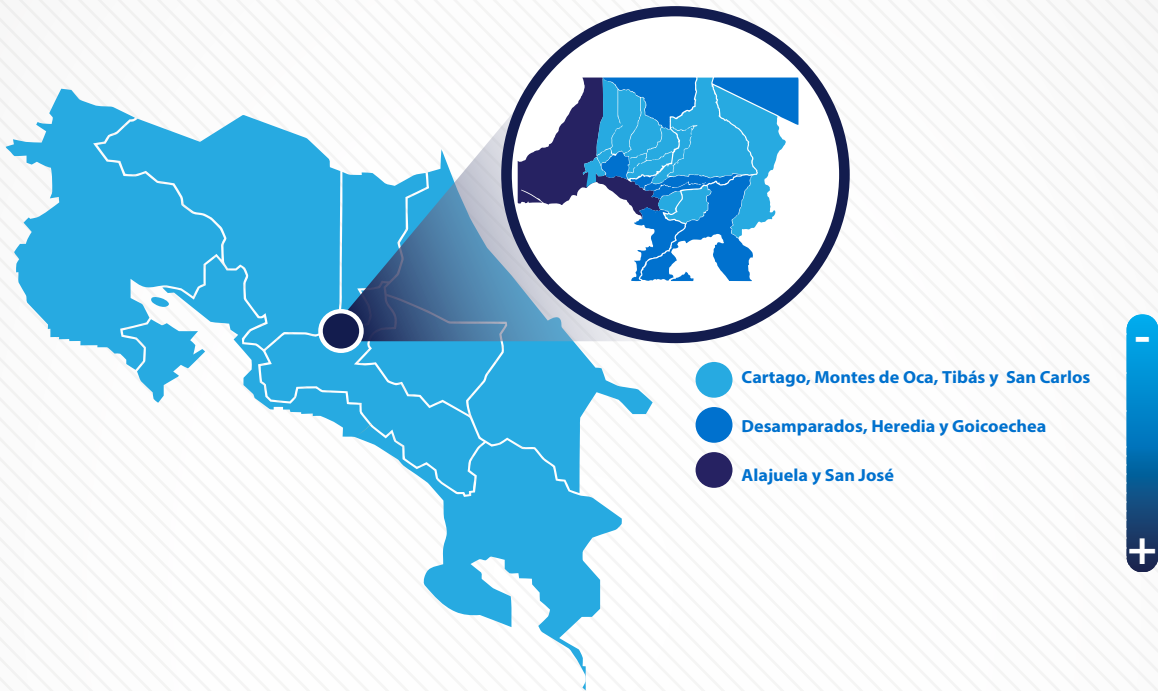 -
Cartago, Montes de Oca, Tibás y San Carlos
Desamparados, Heredia y Goicoechea
Alajuela y San José
+